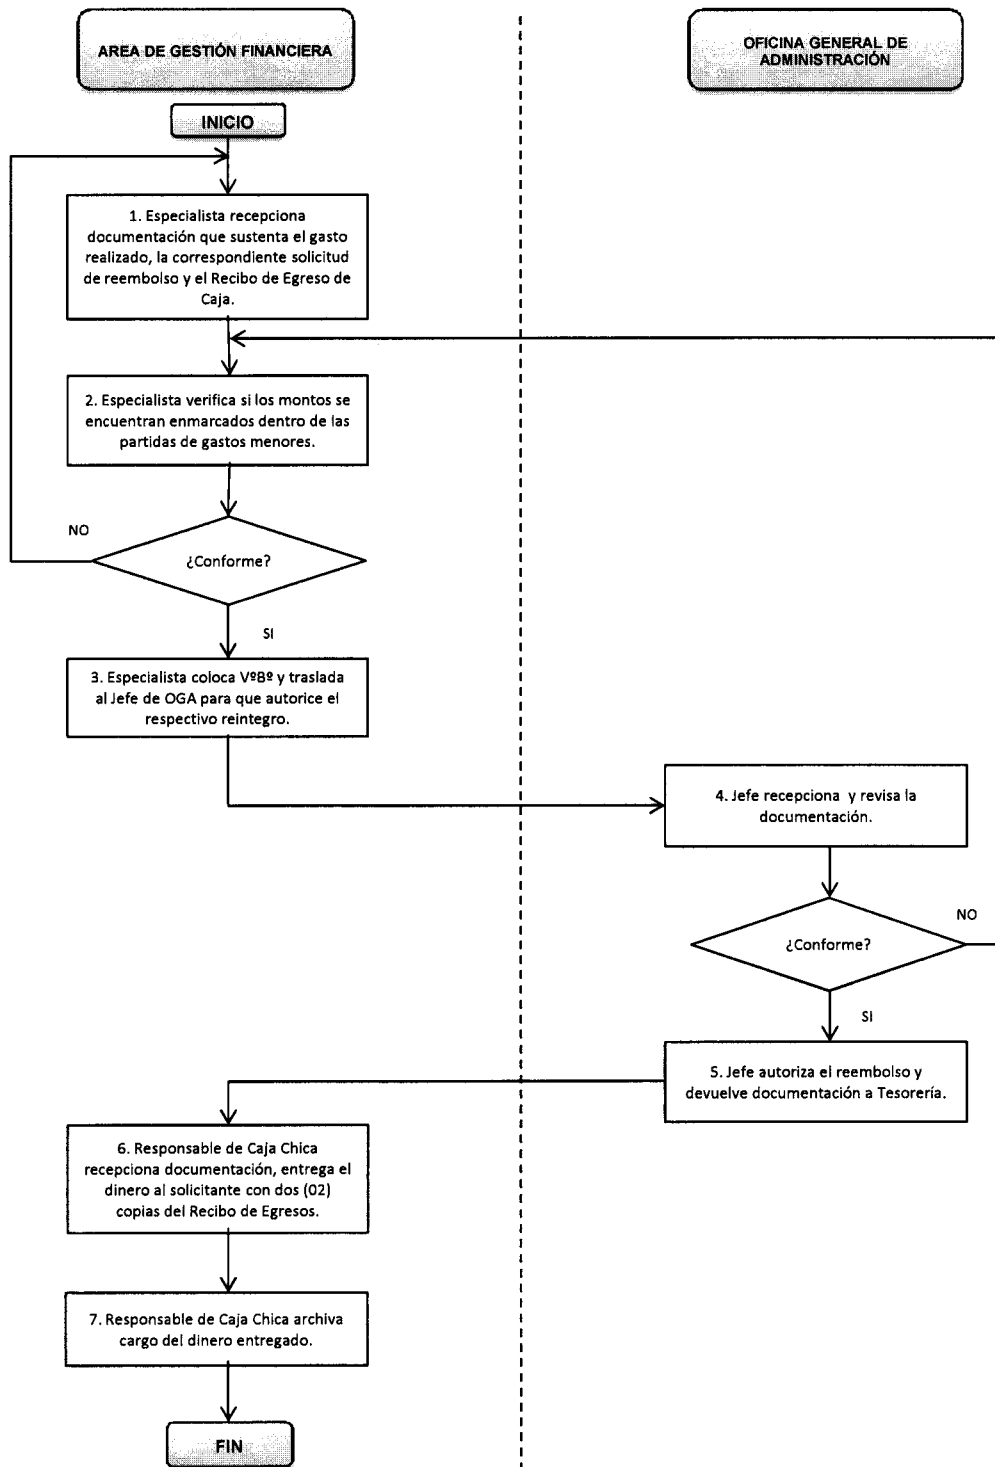 AREA DE GESTIÓN FINANCIERA
OFICINA GENERAL DE
ADMINISTRACIÓN
INICIO
1. Especialista recepciona
documentación que sustenta el gasto
realizado, la correspondiente solicitud
de reembolso y el Recibo de Egreso de
Caja.
2. Especialista verifica si los montos se
encuentran enmarcados dentro de las
partidas de gastos menores.
NO
¿Conforme?
SI
3. Especialista coloca VºBº y traslada
al Jefe de OGA para que autorice el
respectivo reintegro.
4. Jefe recepciona y revisa la
documentación.
NO
¿Conforme?
SI
5. Jefe autoriza el reembolso y
devuelve documentación a Tesorería.
6. Responsable de Caja Chica
recepciona documentación, entrega el
dinero al solicitante con dos (02)
copias del Recibo de Egresos.
7. Responsable de Caja Chica archiva
cargo del dinero entregado.
FIN